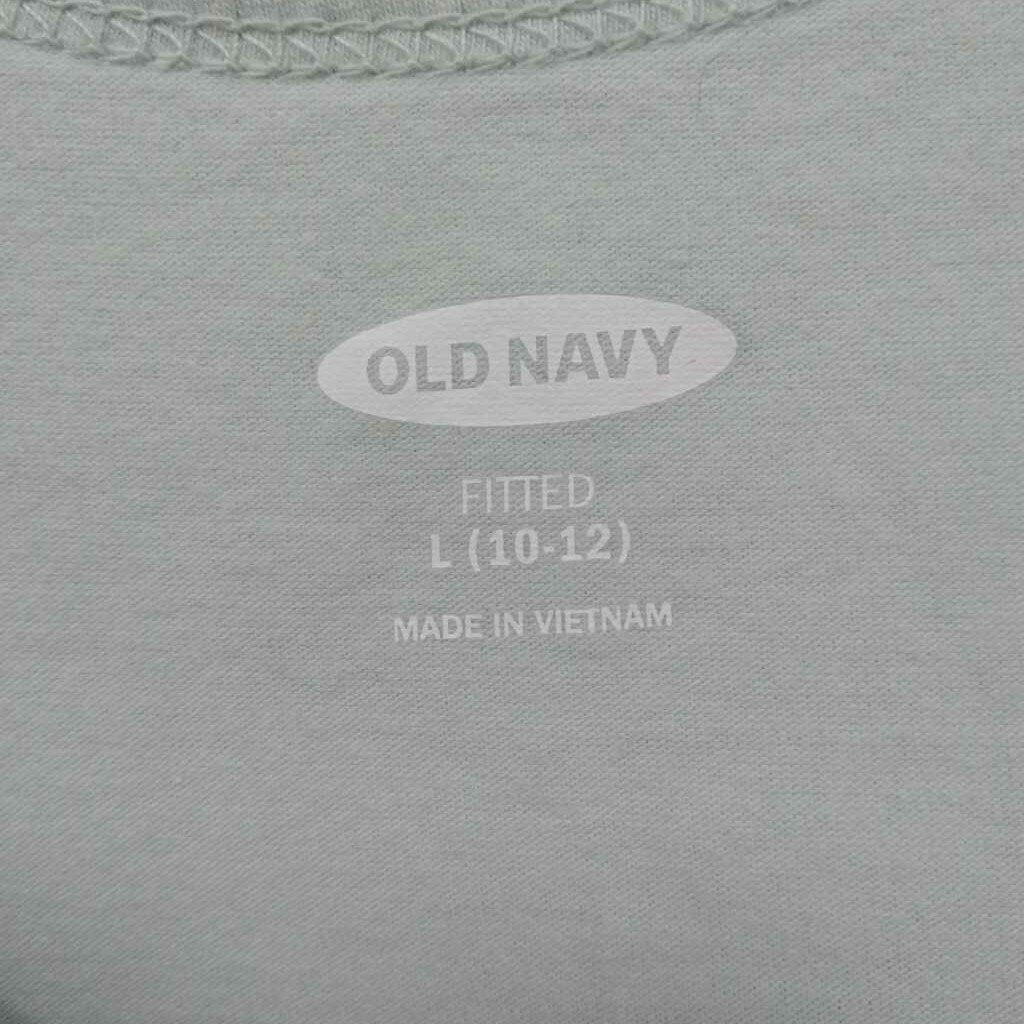 OLD NAVY
FITTED
L (10-12)
MADE IN VIETNAM